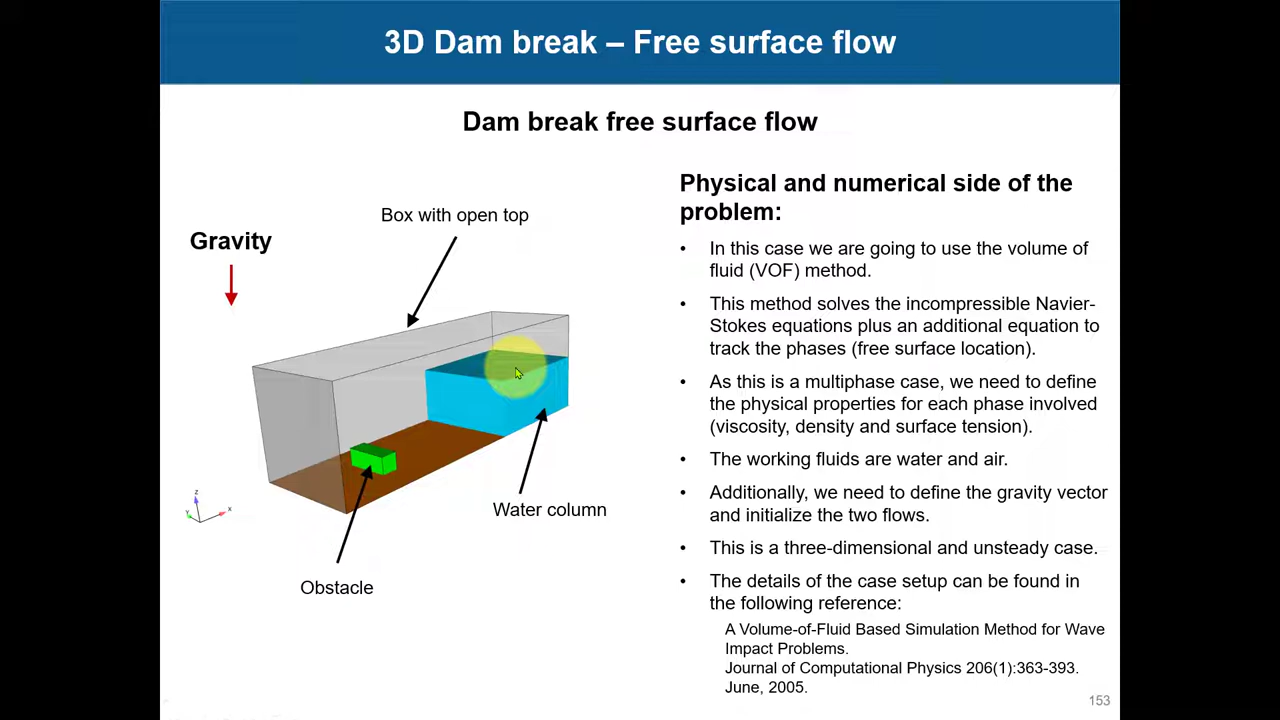 3D Dam break – Free surface flow
Dam break free surface flow
Box with open top
Gravity
Water column
Obstacle
z
y
x
Physical and numerical side of the
problem:
• In this case we are going to use the volume of
fluid (VOF) method.
• This method solves the incompressible Navier-
Stokes equations plus an additional equation to
track the phases (free surface location).
• As this is a multiphase case, we need to define
the physical properties for each phase involved
(viscosity, density and surface tension).
• The working fluids are water and air.
• Additionally, we need to define the gravity vector
and initialize the two flows.
• This is a three-dimensional and unsteady case.
• The details of the case setup can be found in
the following reference:
A Volume-of-Fluid Based Simulation Method for Wave
Impact Problems.
Journal of Computational Physics 206(1):363-393.
June, 2005.
153